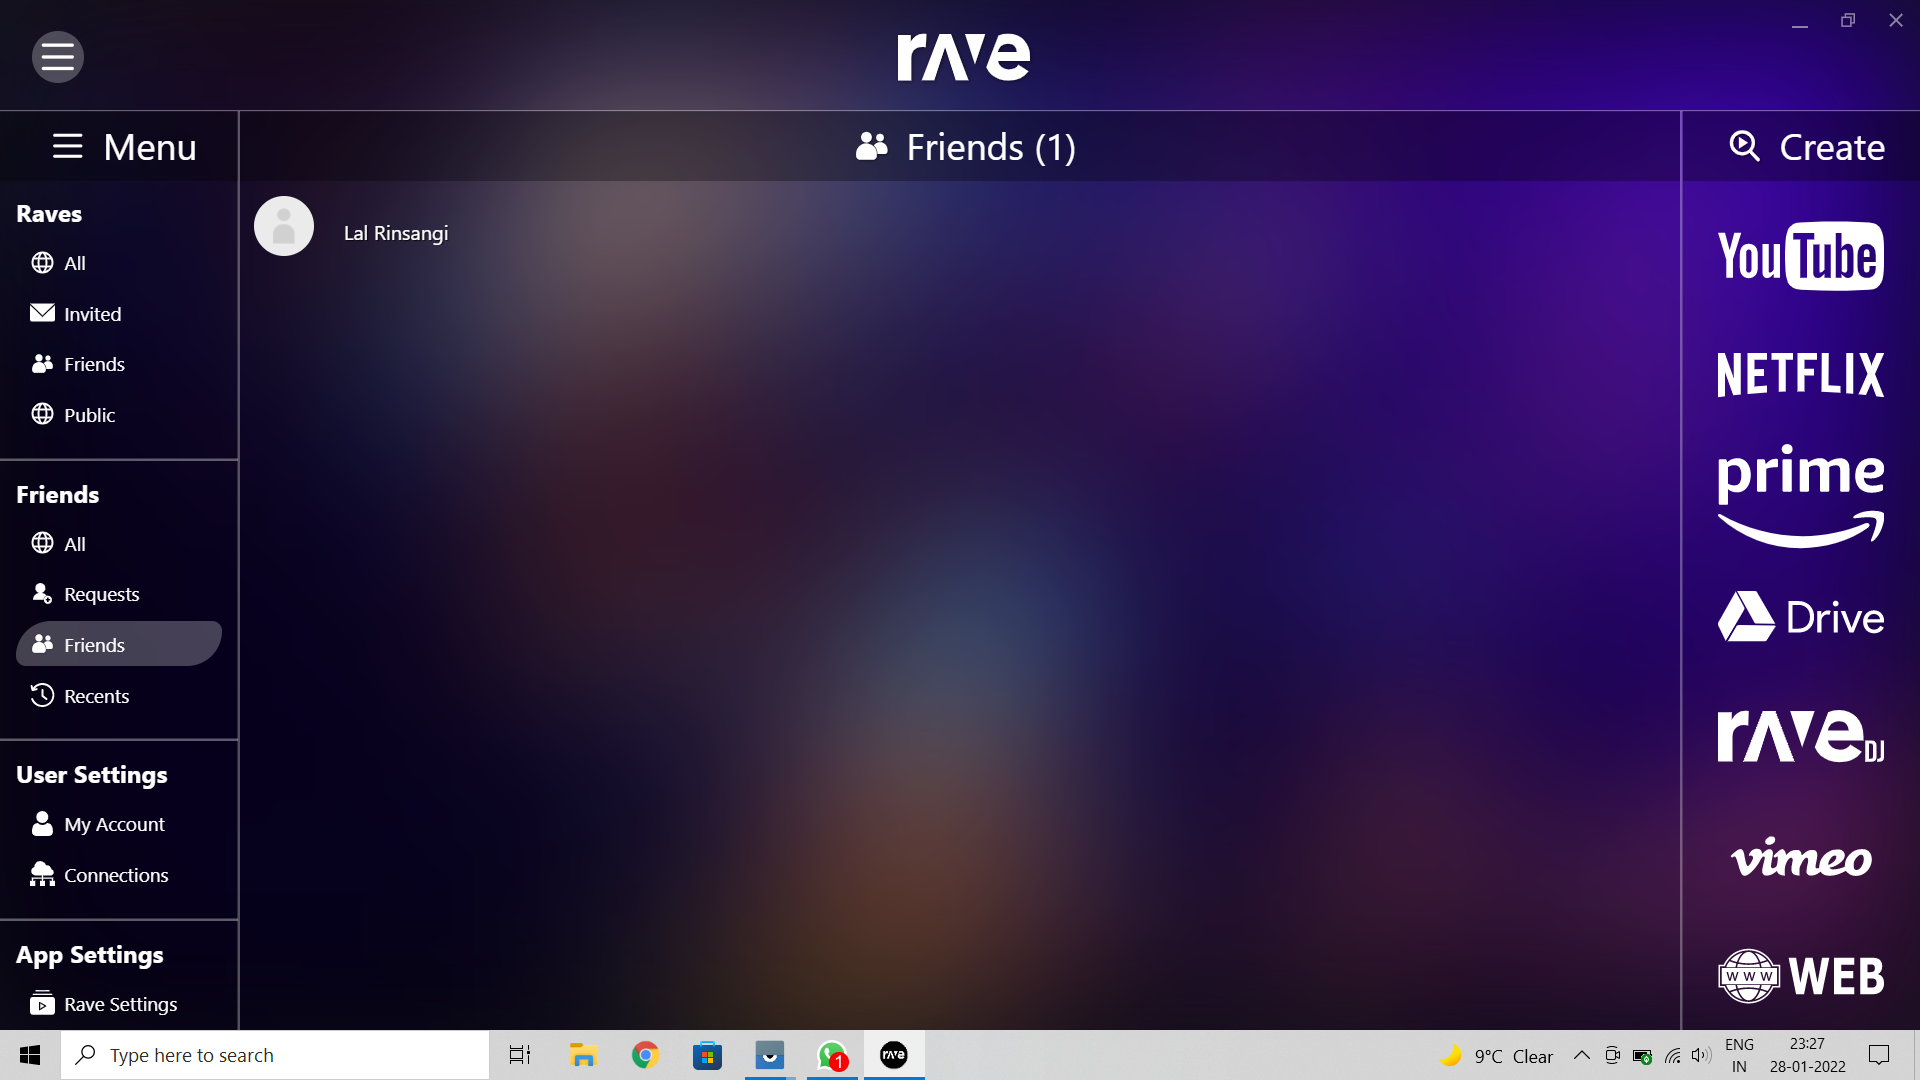 rave
Menu
Friends (1)
Create
Raves
All
Invited
Friends
Public
Friends
All
Requests
Friends
Recents
User Settings
My Account
Connections
App Settings
Rave Settings
Lal Rinsangi
YouTube
NETFLIX
prime
Drive
rave DJ
vimeo
WWW WEB
Type here to search
1
rave
9°C Clear
ENG
IN
23:27
28-01-2022